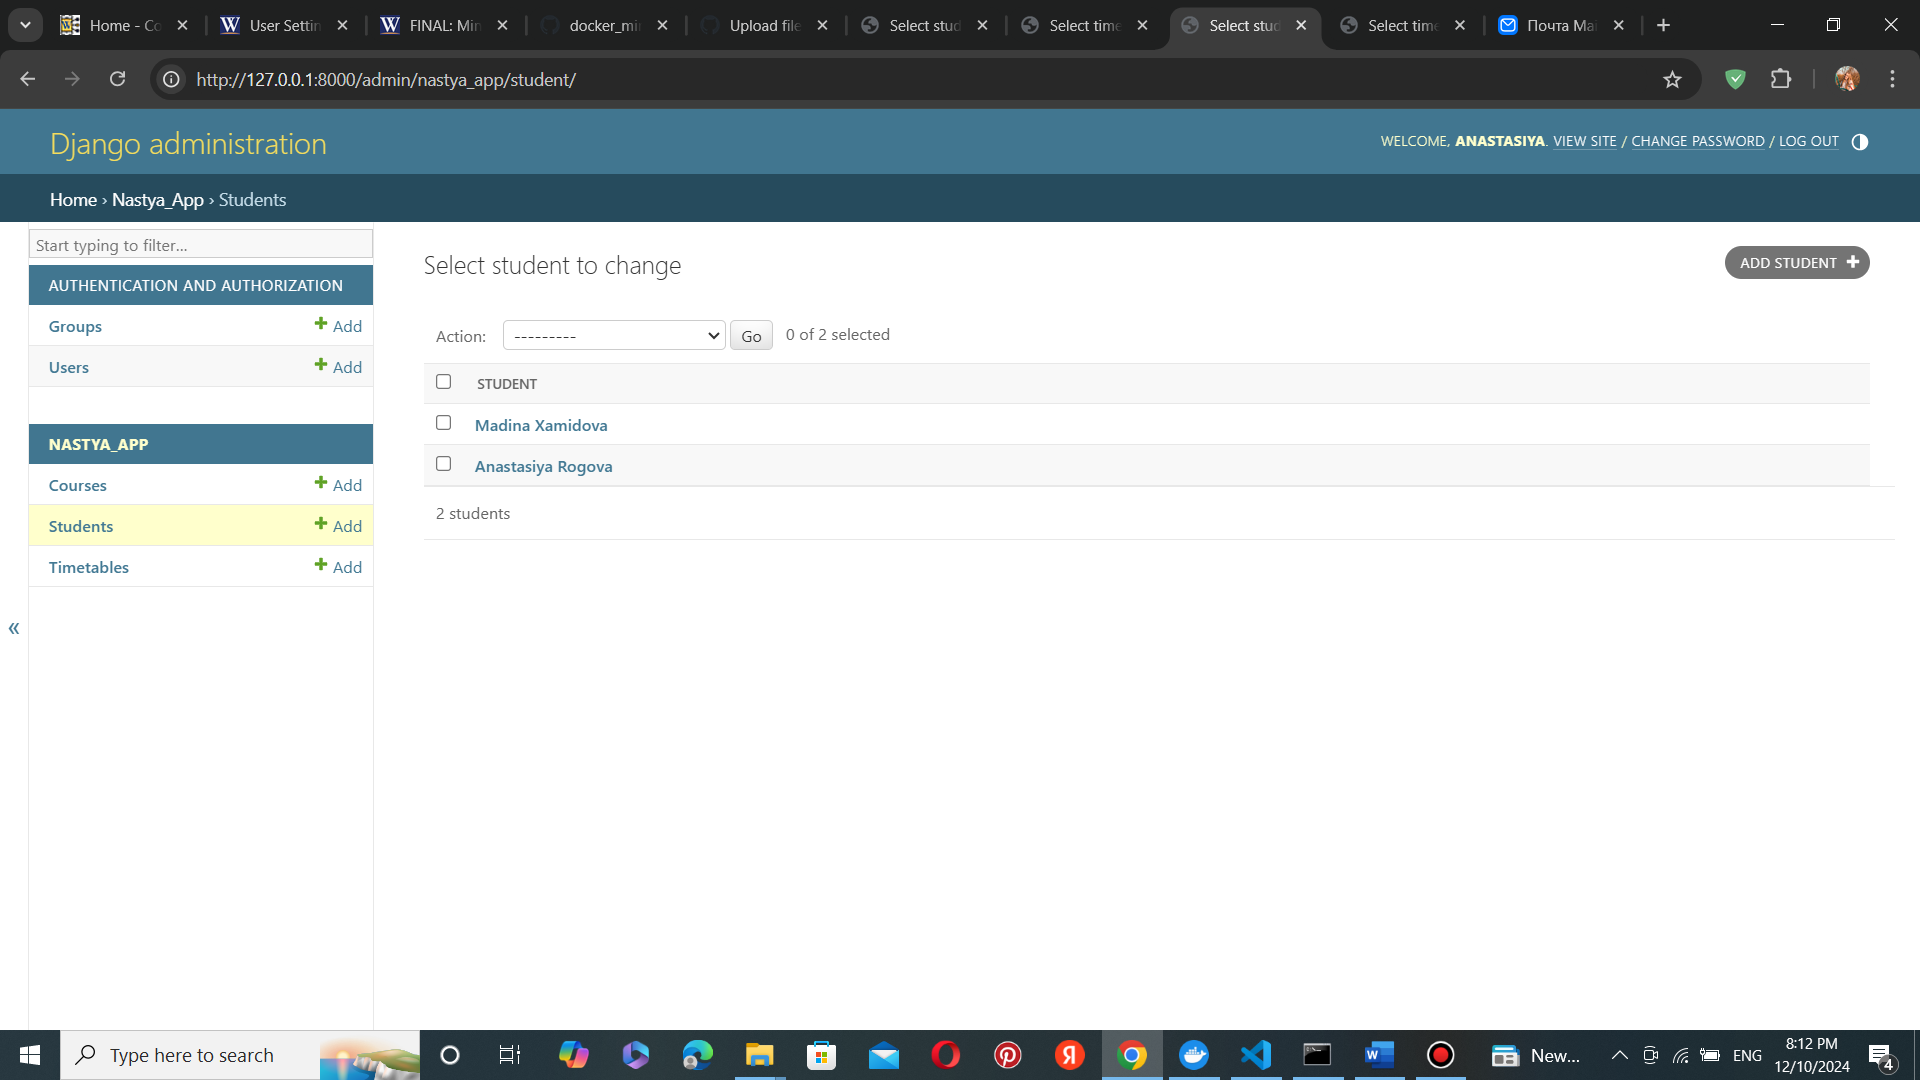 Home - Co
User Settin
FINAL: Min
docker_mi
Upload file
Select stud
Select time
Select stud
Select time
Почта Mai
http://127.0.0.1:8000/admin/nastya_app/student/
Django administration
WELCOME, ANASTASIYA. VIEW SITE / CHANGE PASSWORD / LOG OUT
Home › Nastya_App › Students
Start typing to filter...
AUTHENTICATION AND AUTHORIZATION
Groups Add
Users Add
NASTYA_APP
Courses Add
Students Add
Timetables Add
«
Select student to change
ADD STUDENT
Action: --------- Go 0 of 2 selected
STUDENT
Madina Xamidova
Anastasiya Rogova
2 students
Type here to search
New...
ENG
8:12 PM
12/10/2024
4